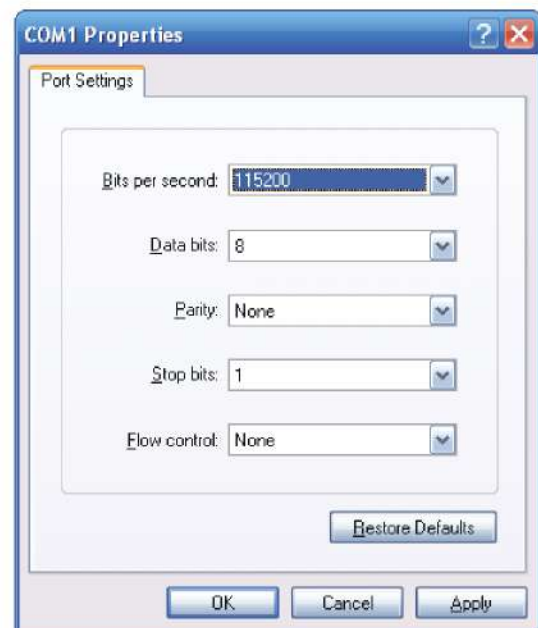 COM1 Properties
Port Settings
Bits per second: 115200
Data bits: 8
Parity: None
Stop bits: 1
Flow control: None
Restore Defaults
OK Cancel Apply